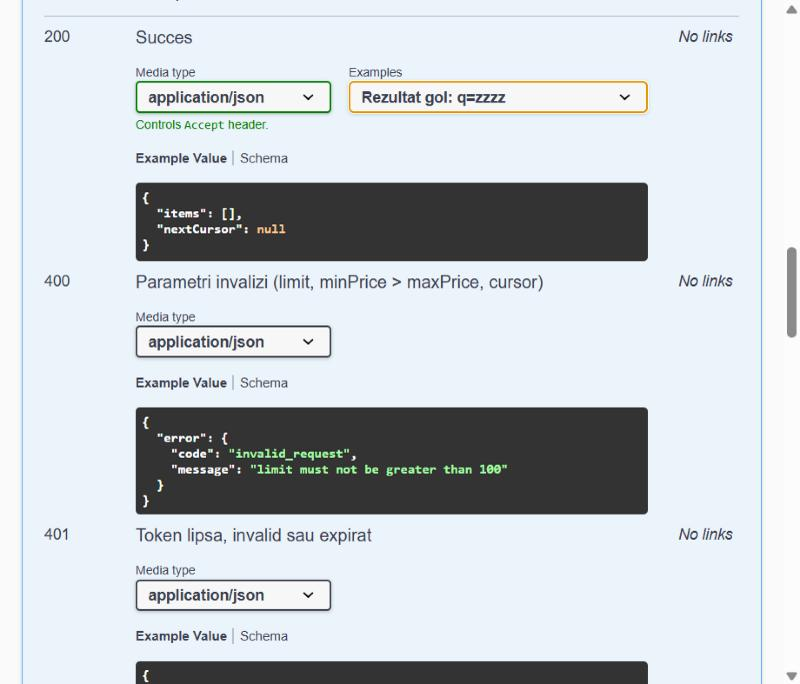 200 Succes No links
Media type Examples
application/json Rezultat gol: q=zzzz
Controls Accept header.
Example Value | Schema
{
"items": [],
"nextCursor": null
}
400 Parametri invalizi (limit, minPrice > maxPrice, cursor) No links
Media type
application/json
Example Value | Schema
{
"error": {
"code": "invalid_request",
"message": "limit must not be greater than 100"
}
}
401 Token lipsa, invalid sau expirat No links
Media type
application/json
Example Value | Schema
{